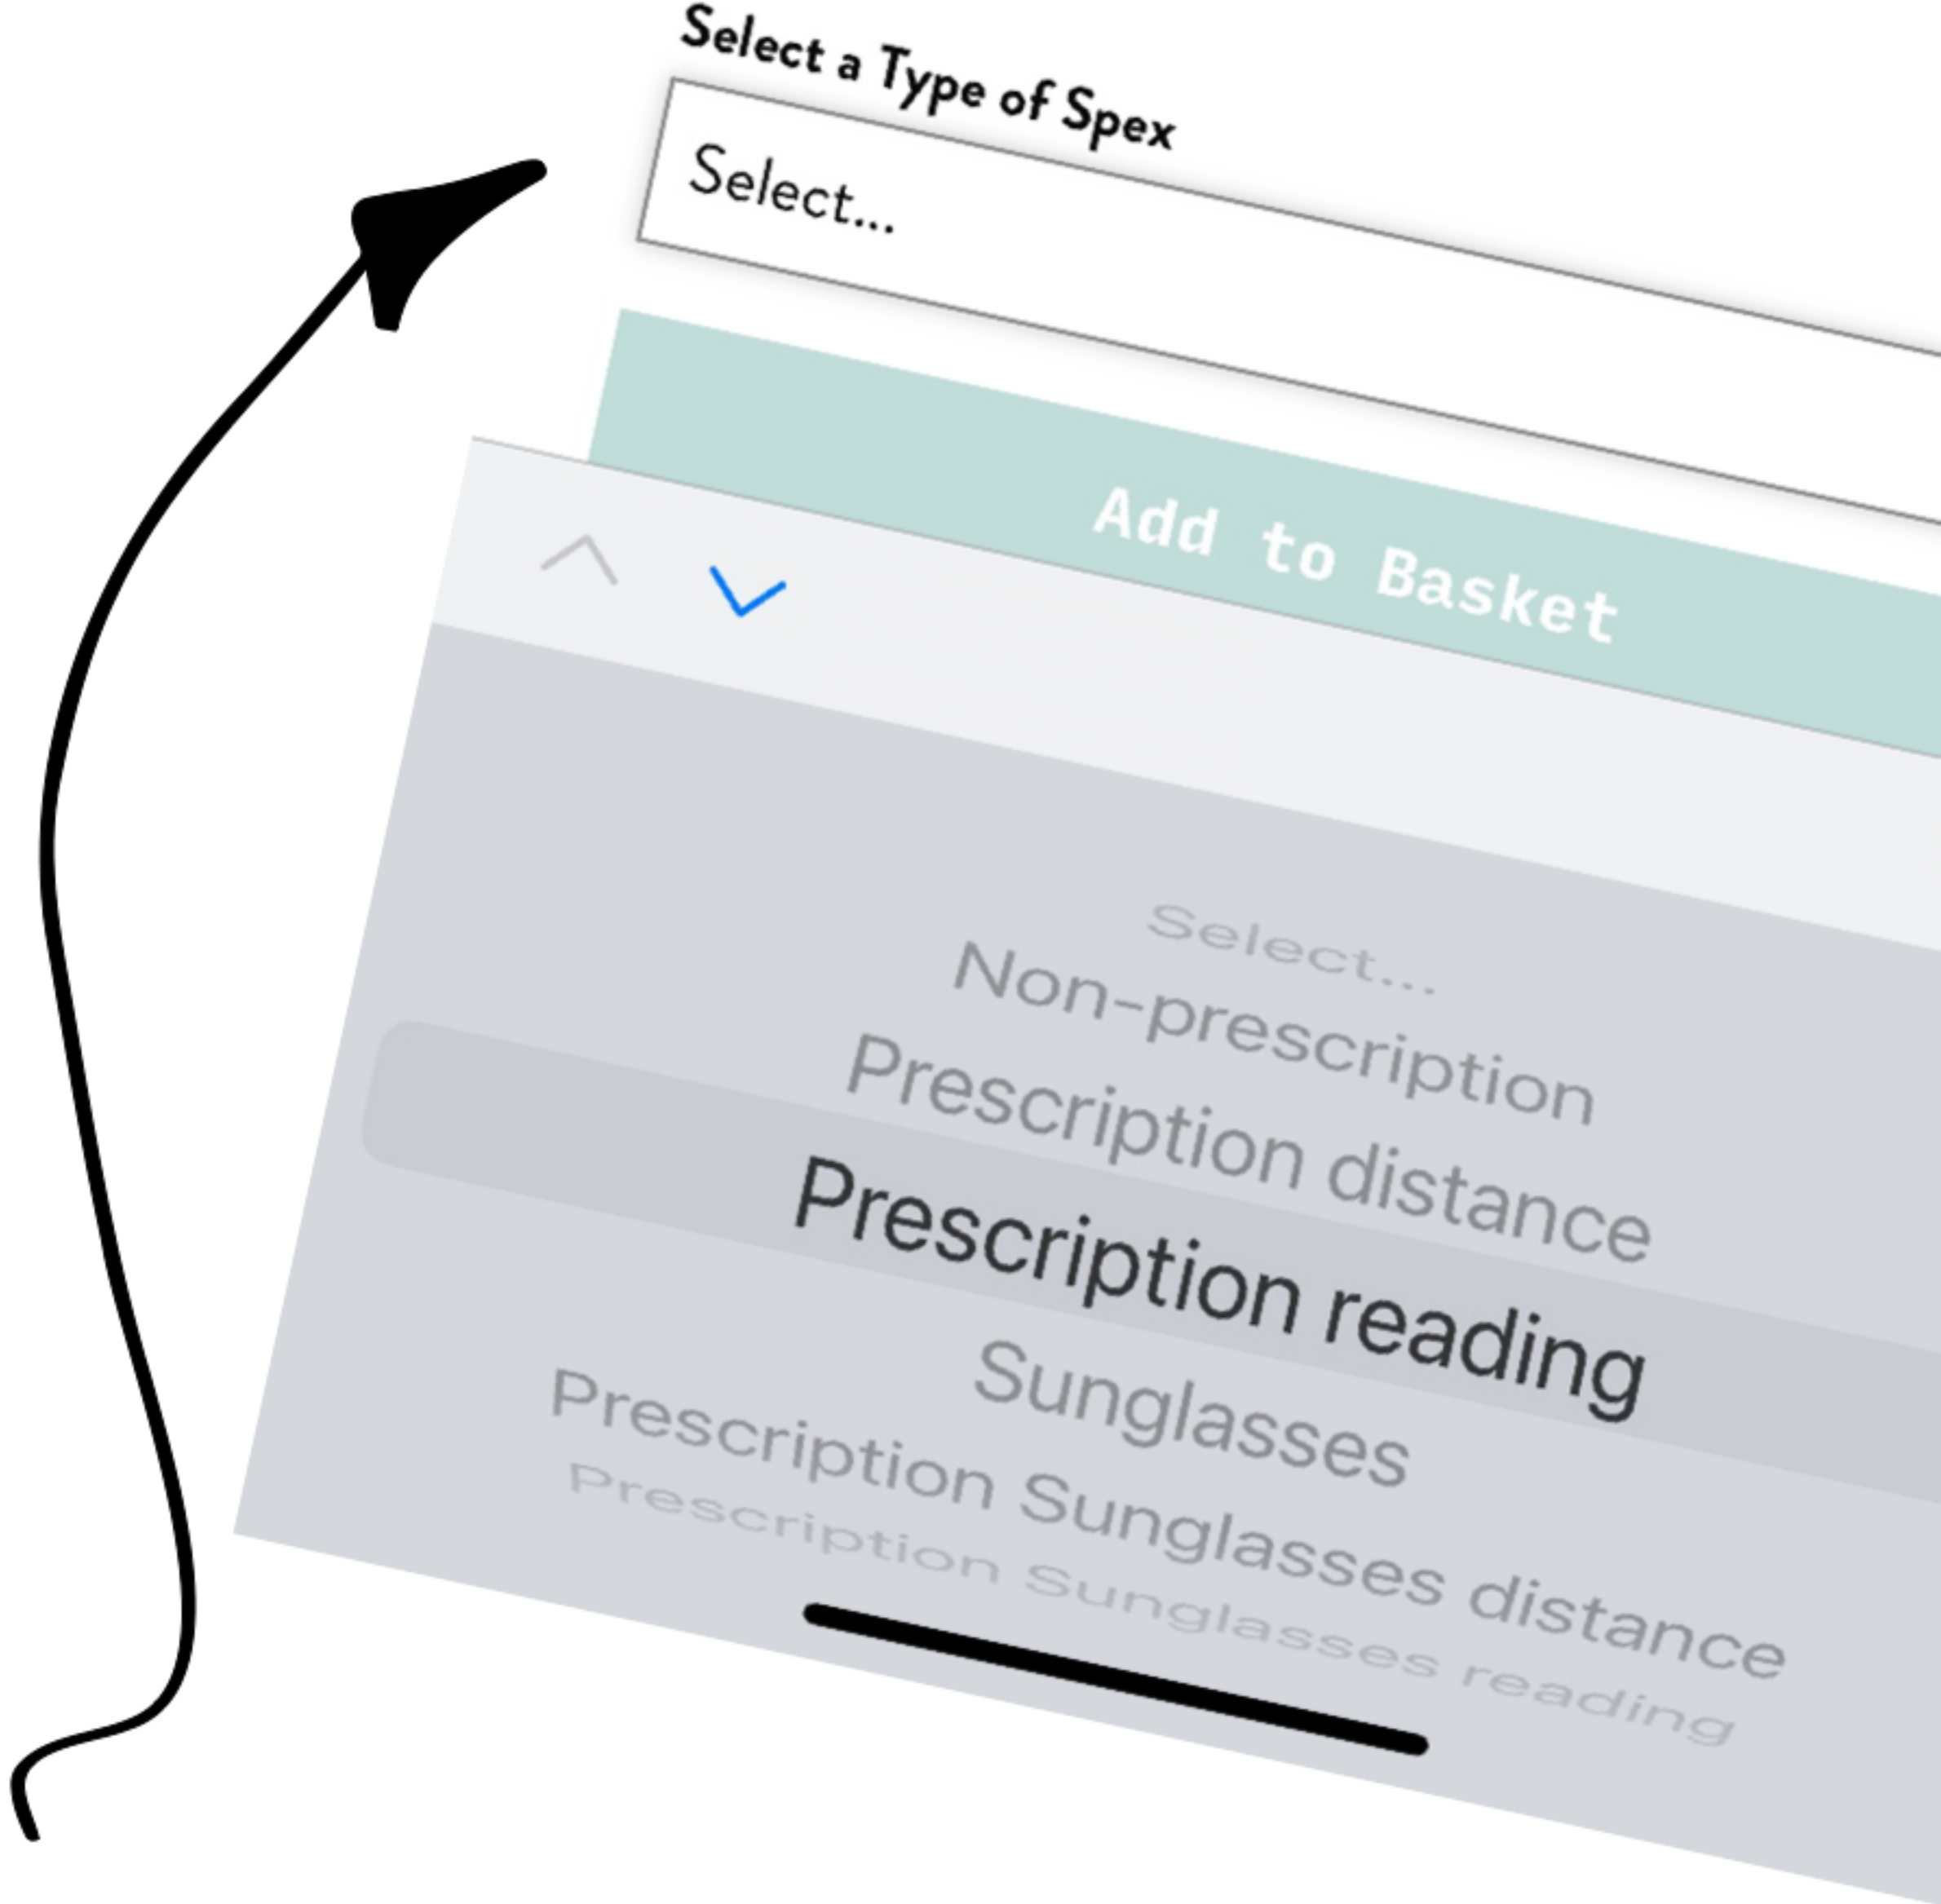 Select a Type of Spex
Select...
Add to Basket
Select...
Non-prescription
Prescription distance
Prescription reading
Sunglasses
Prescription Sunglasses distance
Prescription Sunglasses reading